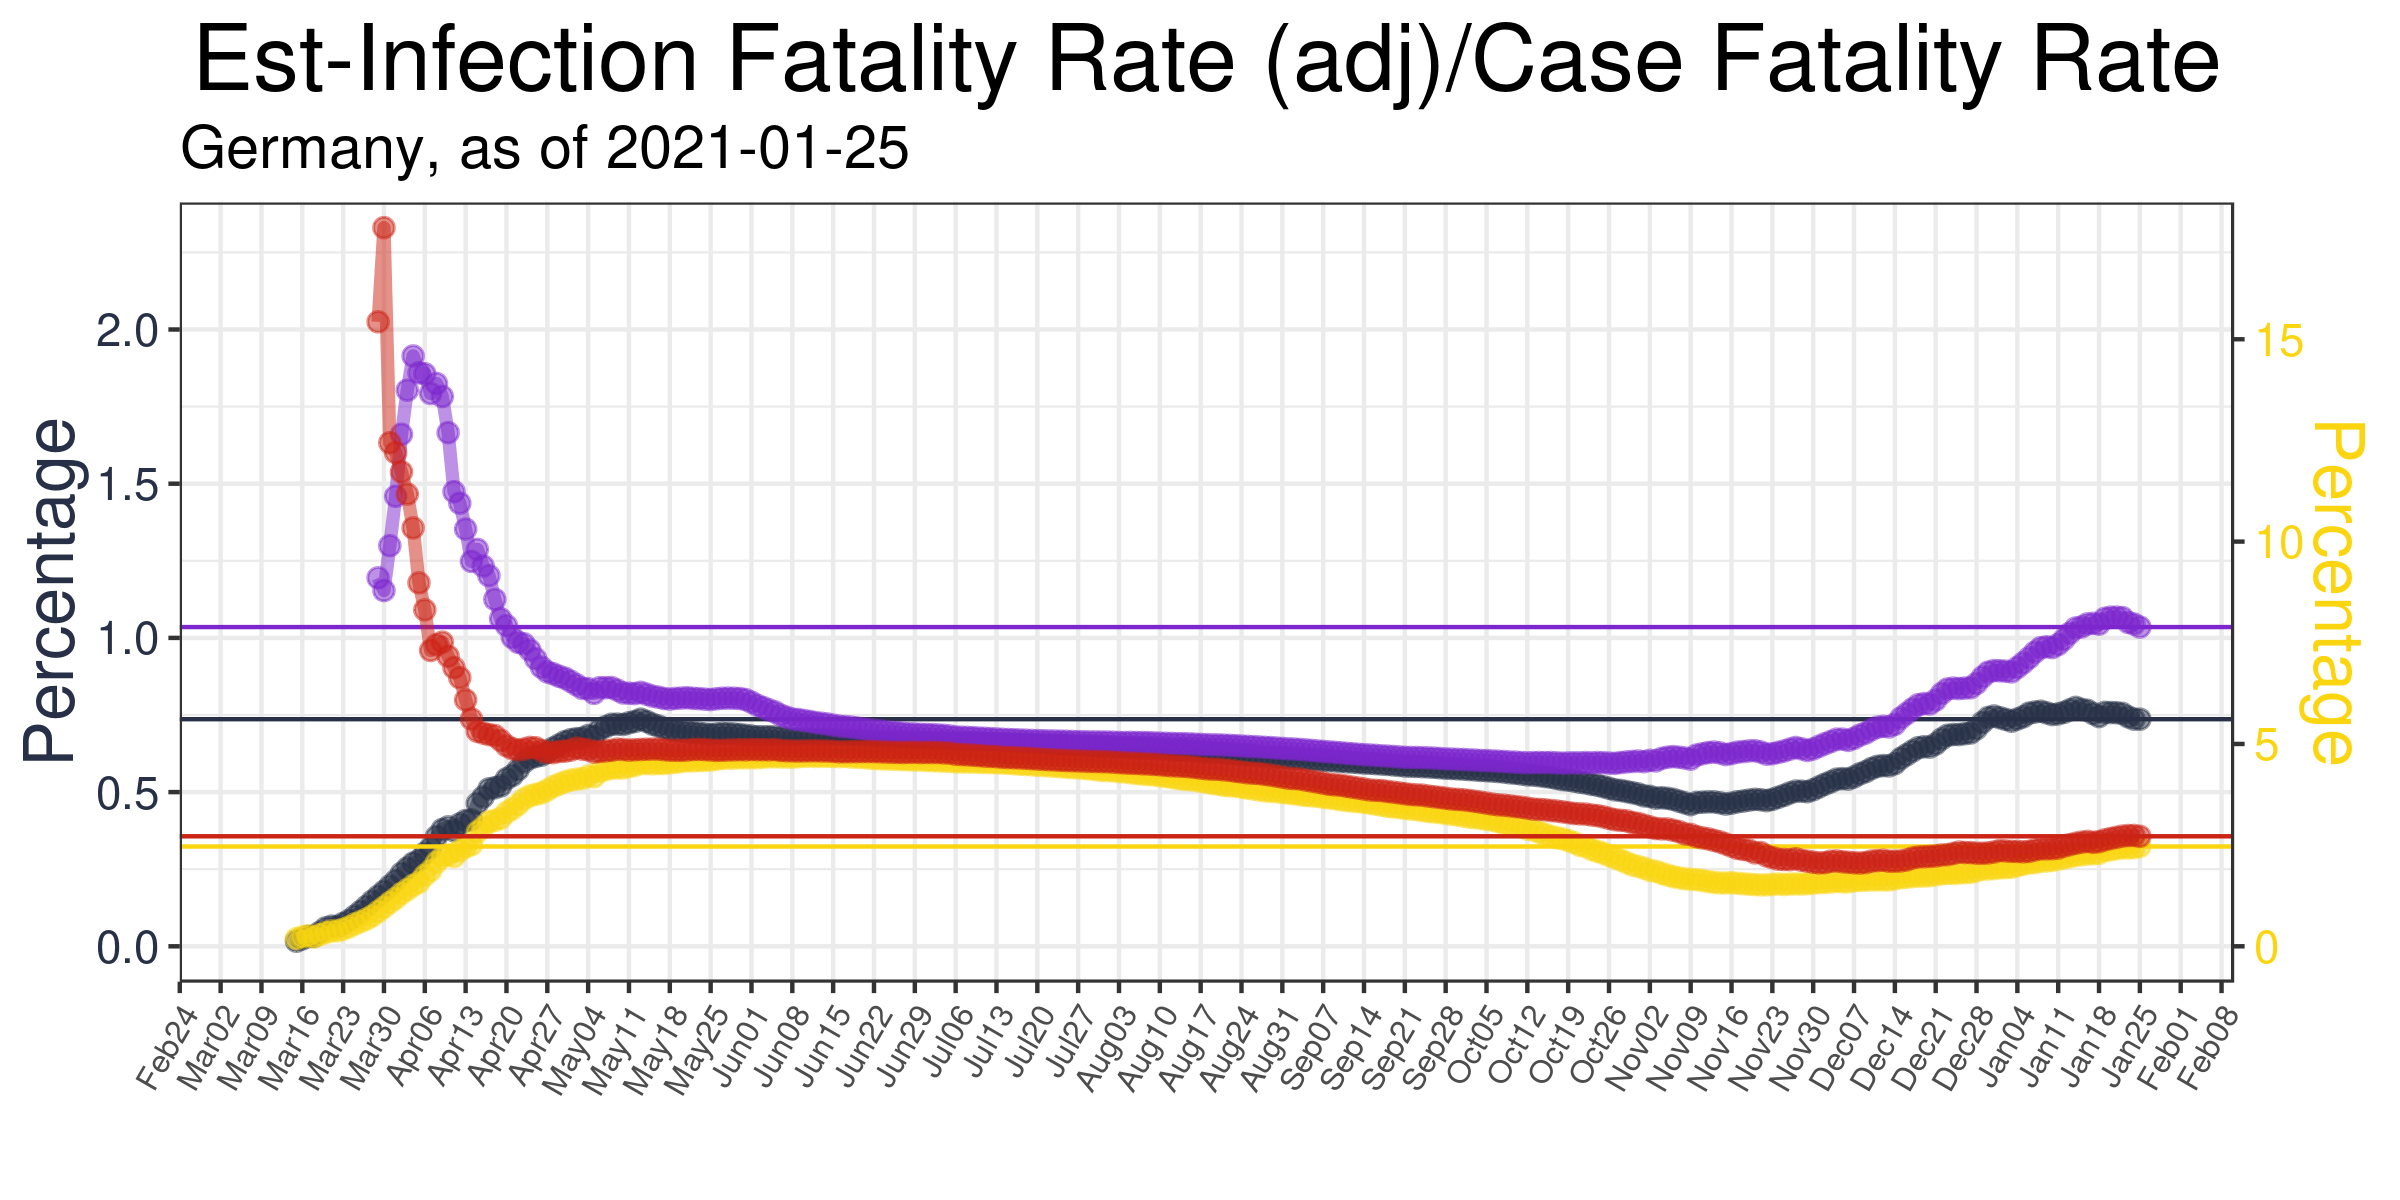 Est-Infection Fatality Rate (adj)/Case Fatality Rate
Germany, as of 2021-01-25
Percentage
2.0
1.5
1.0
0.5
0.0
15
10
5
0
Percentage
Feb24
Mar02
Mar09
Mar16
Mar23
Mar30
Apr06
Apr13
Apr20
Apr27
May04
May11
May18
May25
Jun01
Jun08
Jun15
Jun22
Jun29
Jul06
Jul13
Jul20
Jul27
Aug03
Aug10
Aug17
Aug24
Aug31
Sep07
Sep14
Sep21
Sep28
Oct05
Oct12
Oct19
Oct26
Nov02
Nov09
Nov16
Nov23
Nov30
Dec07
Dec14
Dec21
Dec28
Jan04
Jan11
Jan18
Jan25
Feb01
Feb08